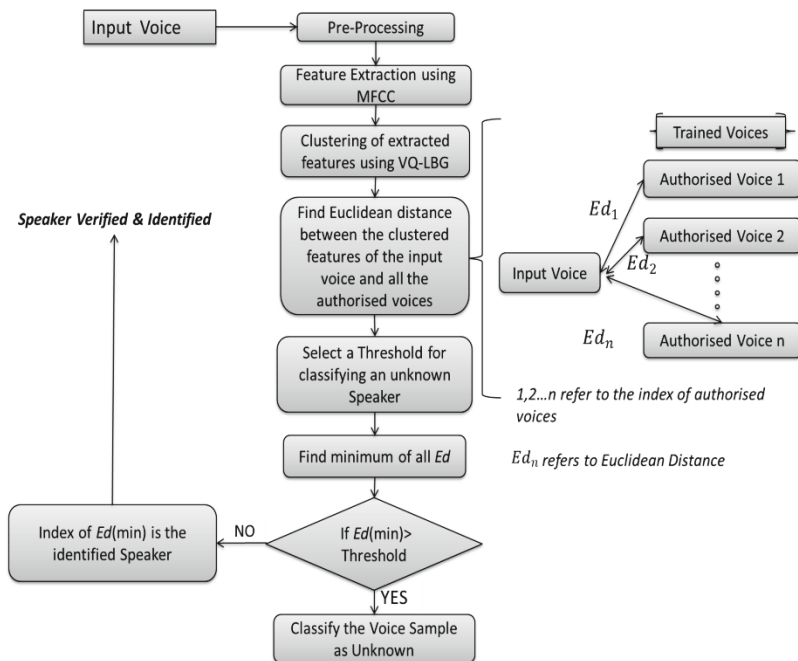 Input Voice
Pre-Processing
Feature Extraction using
MFCC
Clustering of extracted
features using VQ-LBG
Find Euclidean distance
between the clustered
features of the input
voice and all the
authorised voices
Select a Threshold for
classifying an unknown
Speaker
Find minimum of all Ed
If Ed(min)>
Threshold
NO
Index of Ed(min) is the
identified Speaker
Speaker Verified & Identified
YES
Classify the Voice Sample
as Unknown
Trained Voices
Authorised Voice 1
Ed₁
Authorised Voice 2
Ed₂
Input Voice
Edₙ
Authorised Voice n
1,2...n refer to the index of authorised
voices
Edₙ refers to Euclidean Distance